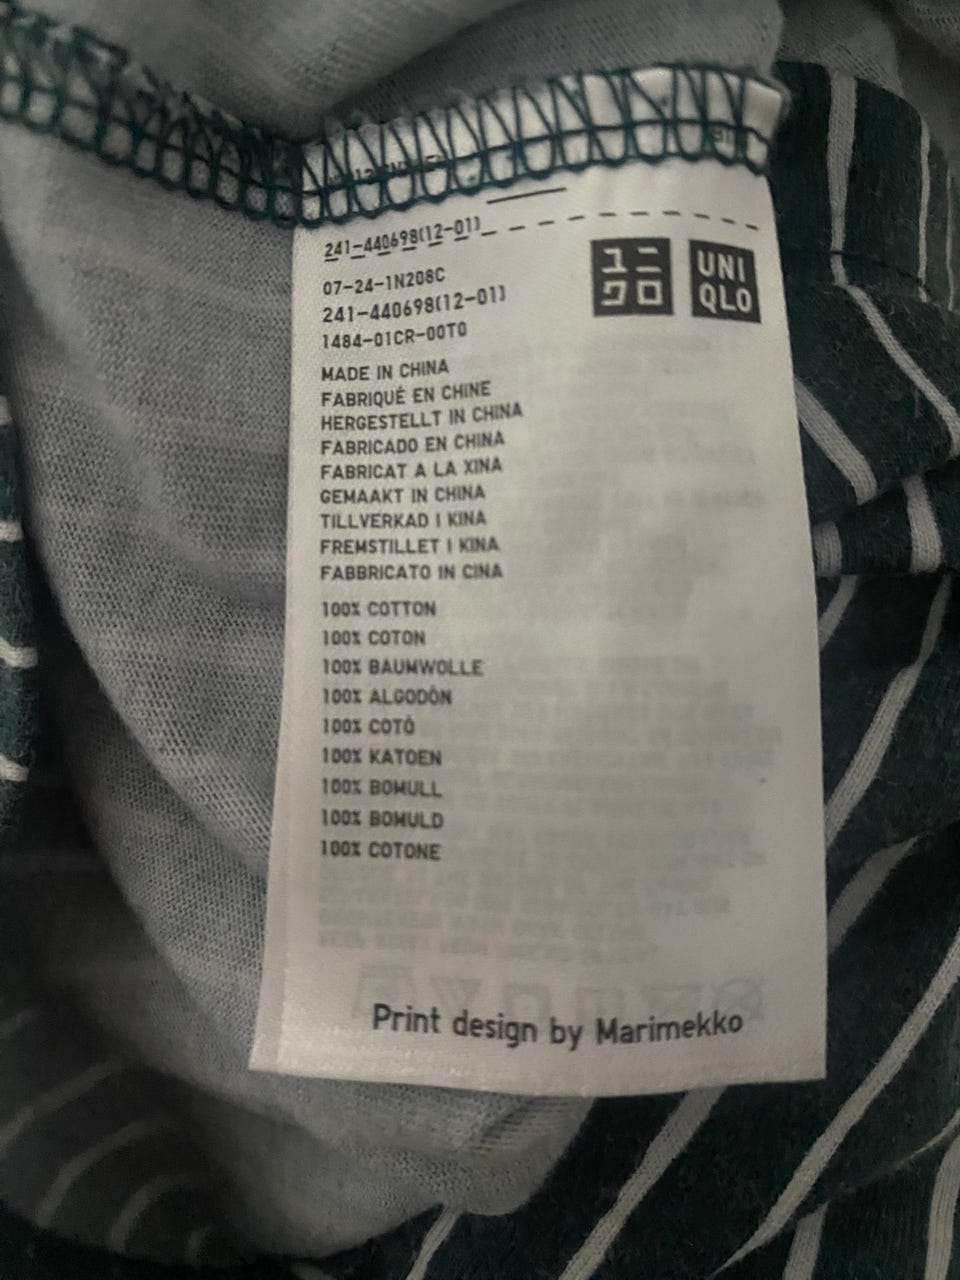 241-440698(12-01)
ユニ
クロ
UNI
QLO
07-24-1N208C
241-440698(12-01)
1484-01CR-00T0
MADE IN CHINA
FABRIQUÉ EN CHINE
HERGESTELLT IN CHINA
FABRICADO EN CHINA
FABRICAT A LA XINA
GEMAAKT IN CHINA
TILLVERKAD I KINA
FREMSTILLET I KINA
FABBRICATO IN CINA
100% COTTON
100% COTON
100% BAUMWOLLE
100% ALGODÓN
100% COTÓ
100% KATOEN
100% BOMULL
100% BOMULD
100% COTONE
Print design by Marimekko